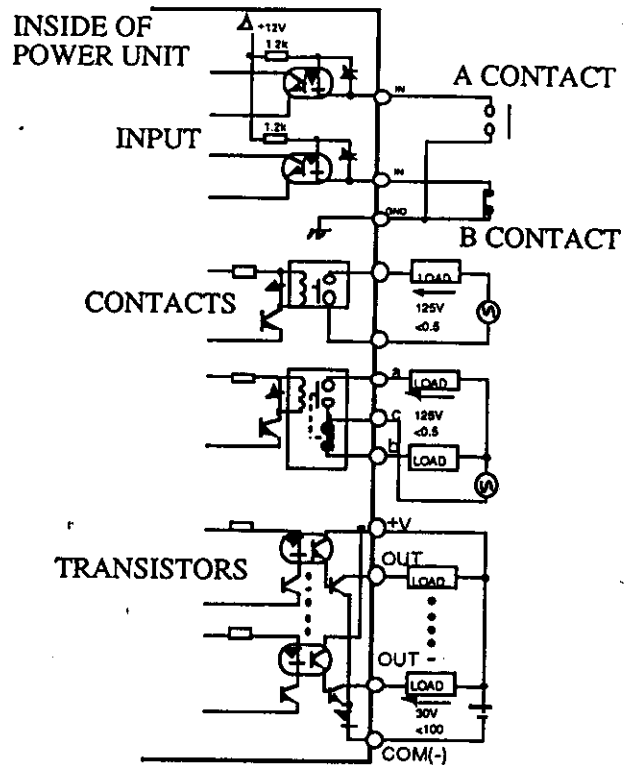 INSIDE OF
POWER UNIT
+12V
1.2k
IN
A CONTACT
INPUT
1.2k
IN
GND
B CONTACT
CONTACTS
LOAD
125V
<0.5
a
LOAD
c
125V
<0.5
b
LOAD
+V
TRANSISTORS
OUT
LOAD
OUT
LOAD
30V
<100
COM(-)